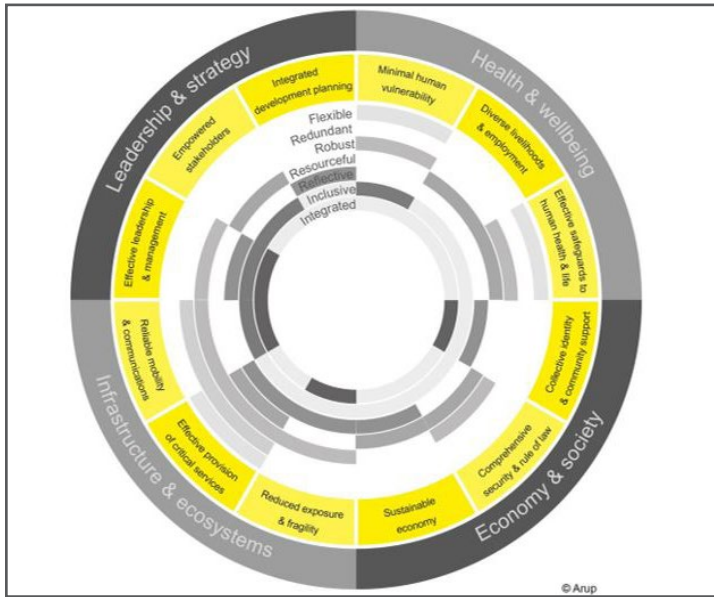 Leadership & strategy
Health & wellbeing
Integrated
development planning
Minimal human
vulnerability
Empowered
stakeholders
Diverse livelihoods
& employment
Flexible
Redundant
Robust
Resourceful
Reflective
Inclusive
Integrated
Effective leadership
& management
Effective safeguards to
human health & life
Reliable mobility
& communications
Collective identity
& community support
Effective provision
of critical services
Comprehensive
security & rule of law
Reduced exposure
& fragility
Sustainable
economy
Infrastructure & ecosystems
Economy & society
© Arup